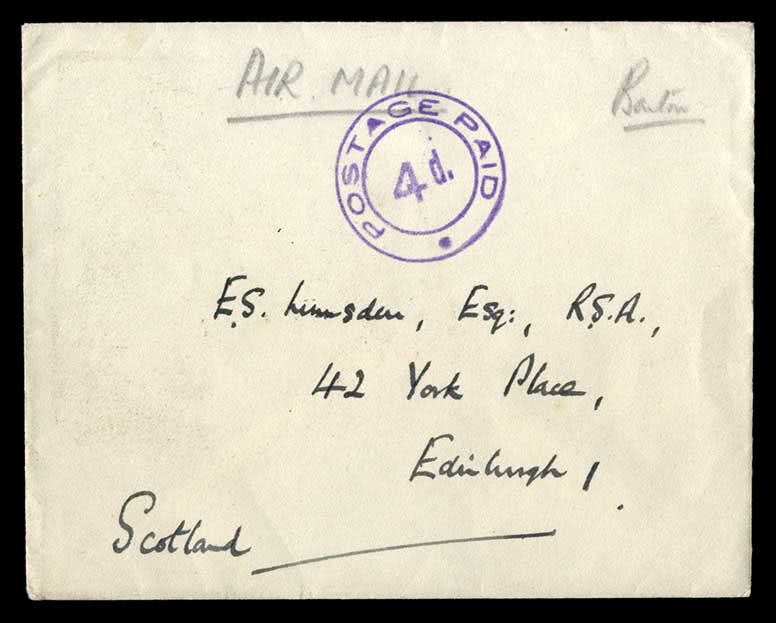 AIR MAIL
Barton
POSTAGE PAID
4d.
E.S. Lumsden, Esq:, R.S.A.,
42 York Place,
Edinburgh 1.
Scotland